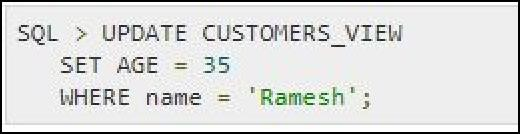 SQL > UPDATE CUSTOMERS_VIEW
SET AGE = 35
WHERE name = 'Ramesh';